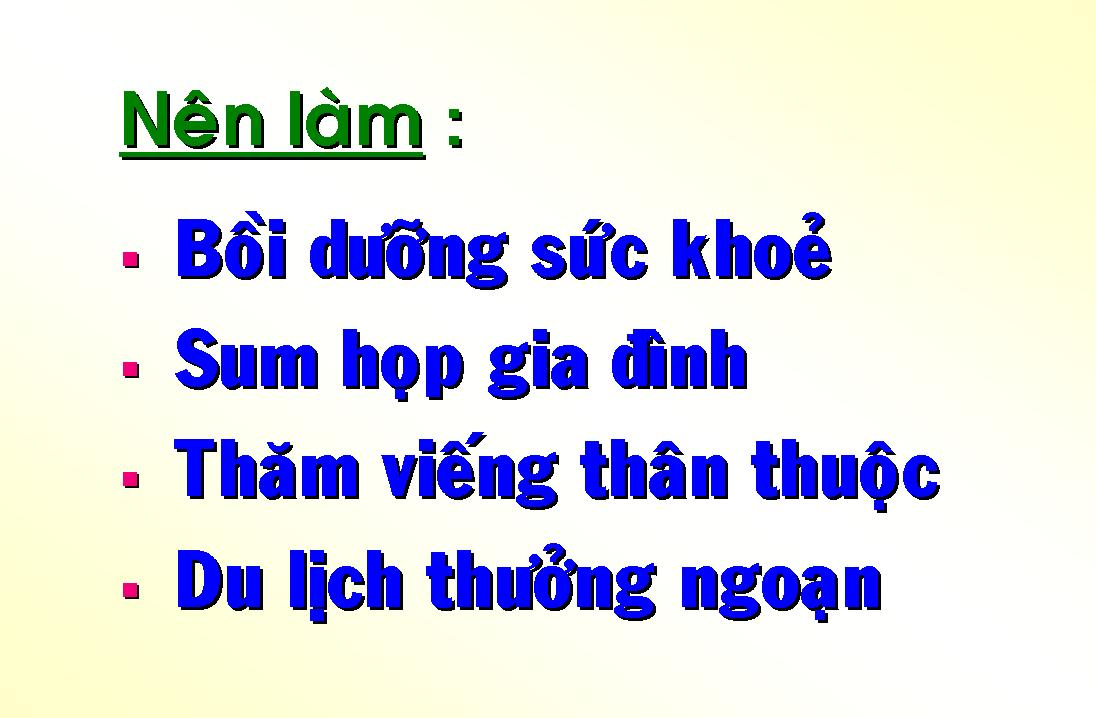 Nên làm :
▪ Bồi dưỡng sức khoẻ
▪ Sum họp gia đình
▪ Thăm viếng thân thuộc
▪ Du lịch thưởng ngoạn